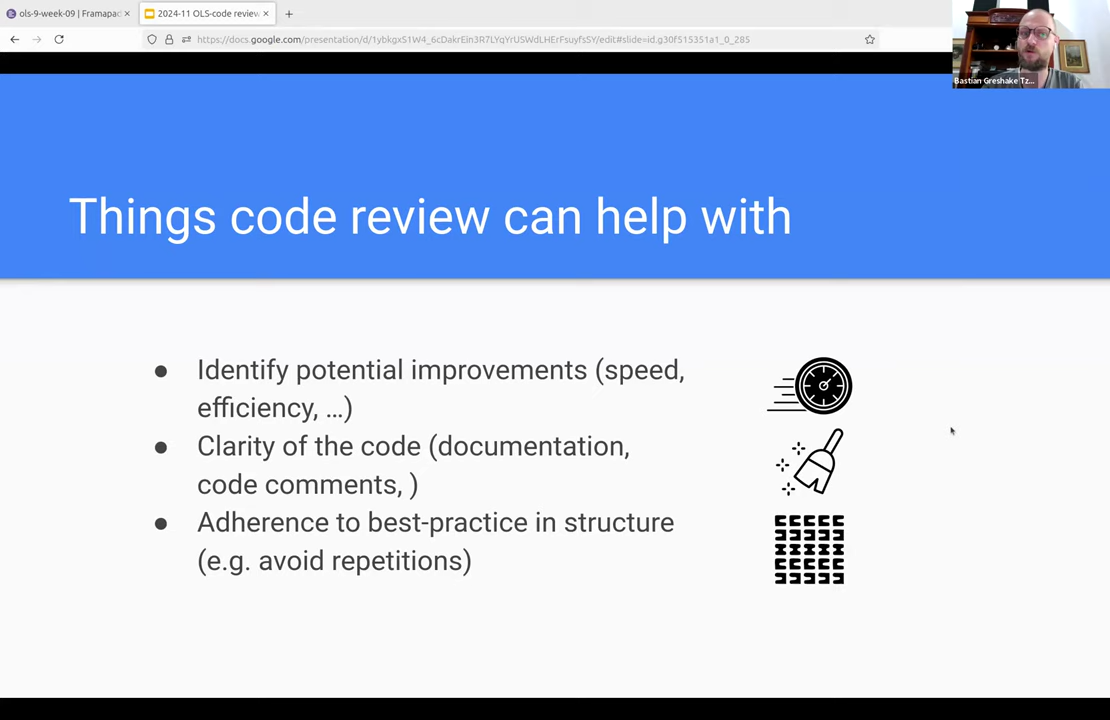 ols-9-week-09 | Framapad
2024-11 OLS-code review
https://docs.google.com/presentation/d/1ybkgxS1W4_6cDakrEin3R7LYqYrUSWdLHErFsuyfsSY/edit#slide=id.g30f515351a1_0_285
Bastian Greshake Tz...
Things code review can help with
● Identify potential improvements (speed,
efficiency, ...)
● Clarity of the code (documentation,
code comments, )
● Adherence to best-practice in structure
(e.g. avoid repetitions)